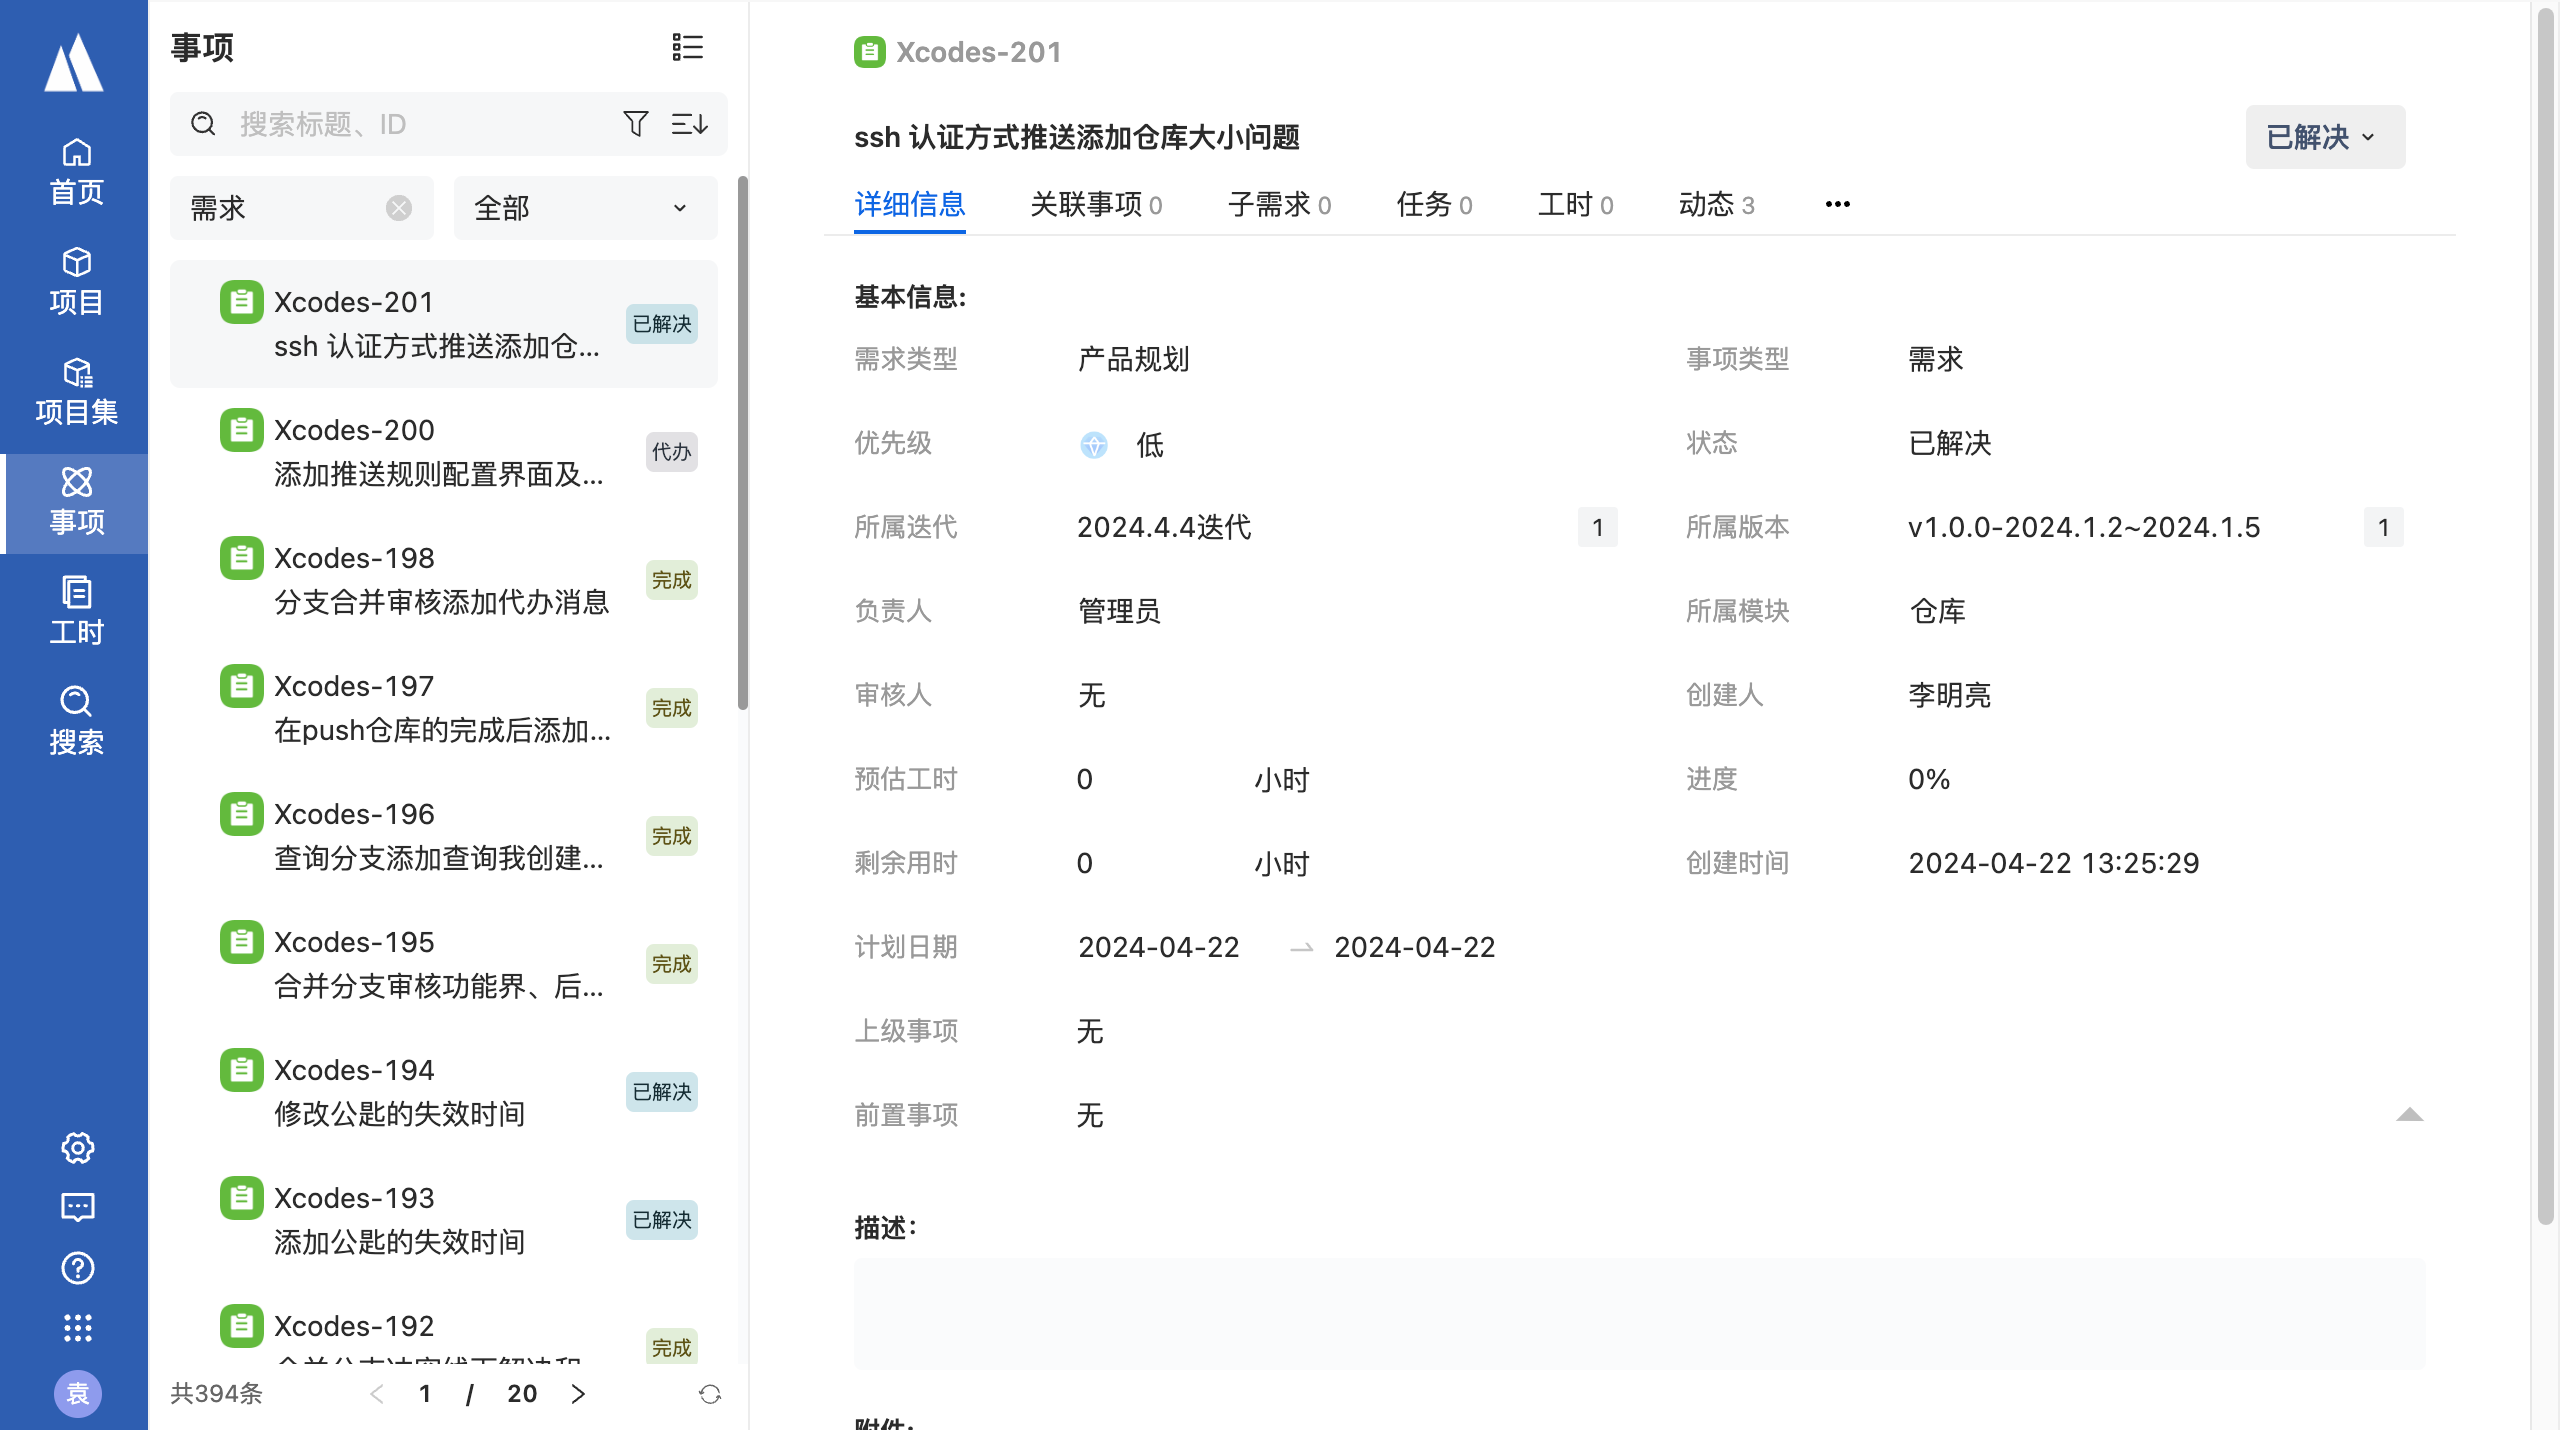 首页
项目
项目集
事项
工时
搜索
袁
事项
搜索标题、ID
需求
全部
Xcodes-201
ssh 认证方式推送添加仓...
已解决
Xcodes-200
添加推送规则配置界面及...
代办
Xcodes-198
分支合并审核添加代办消息
完成
Xcodes-197
在push仓库的完成后添加...
完成
Xcodes-196
查询分支添加查询我创建...
完成
Xcodes-195
合并分支审核功能界、后...
完成
Xcodes-194
修改公匙的失效时间
已解决
Xcodes-193
添加公匙的失效时间
已解决
Xcodes-192
完成
共394条
1 / 20
Xcodes-201
ssh 认证方式推送添加仓库大小问题
已解决
详细信息 关联事项 0 子需求 0 任务 0 工时 0 动态 3
基本信息:
需求类型 产品规划 事项类型 需求
优先级 低 状态 已解决
所属迭代 2024.4.4迭代 1 所属版本 v1.0.0-2024.1.2~2024.1.5 1
负责人 管理员 所属模块 仓库
审核人 无 创建人 李明亮
预估工时 0 小时 进度 0%
剩余用时 0 小时 创建时间 2024-04-22 13:25:29
计划日期 2024-04-22 2024-04-22
上级事项 无
前置事项 无
描述:
附件: